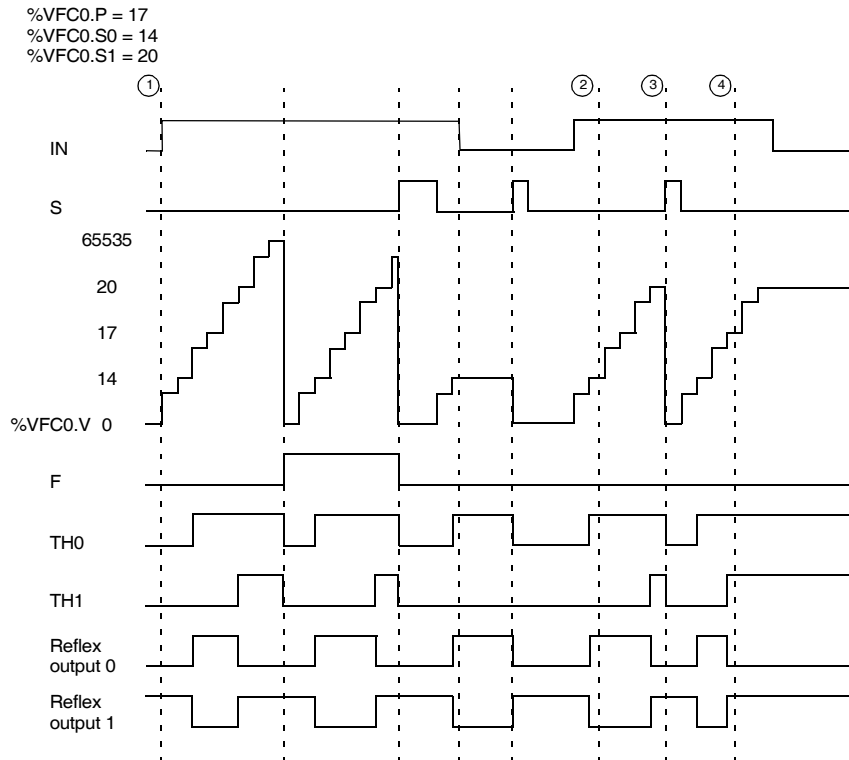 %VFC0.P = 17
%VFC0.S0 = 14
%VFC0.S1 = 20
1 2 3 4
IN
S
65535
20
17
14
%VFC0.V 0
F
TH0
TH1
Reflex
output 0
Reflex
output 1